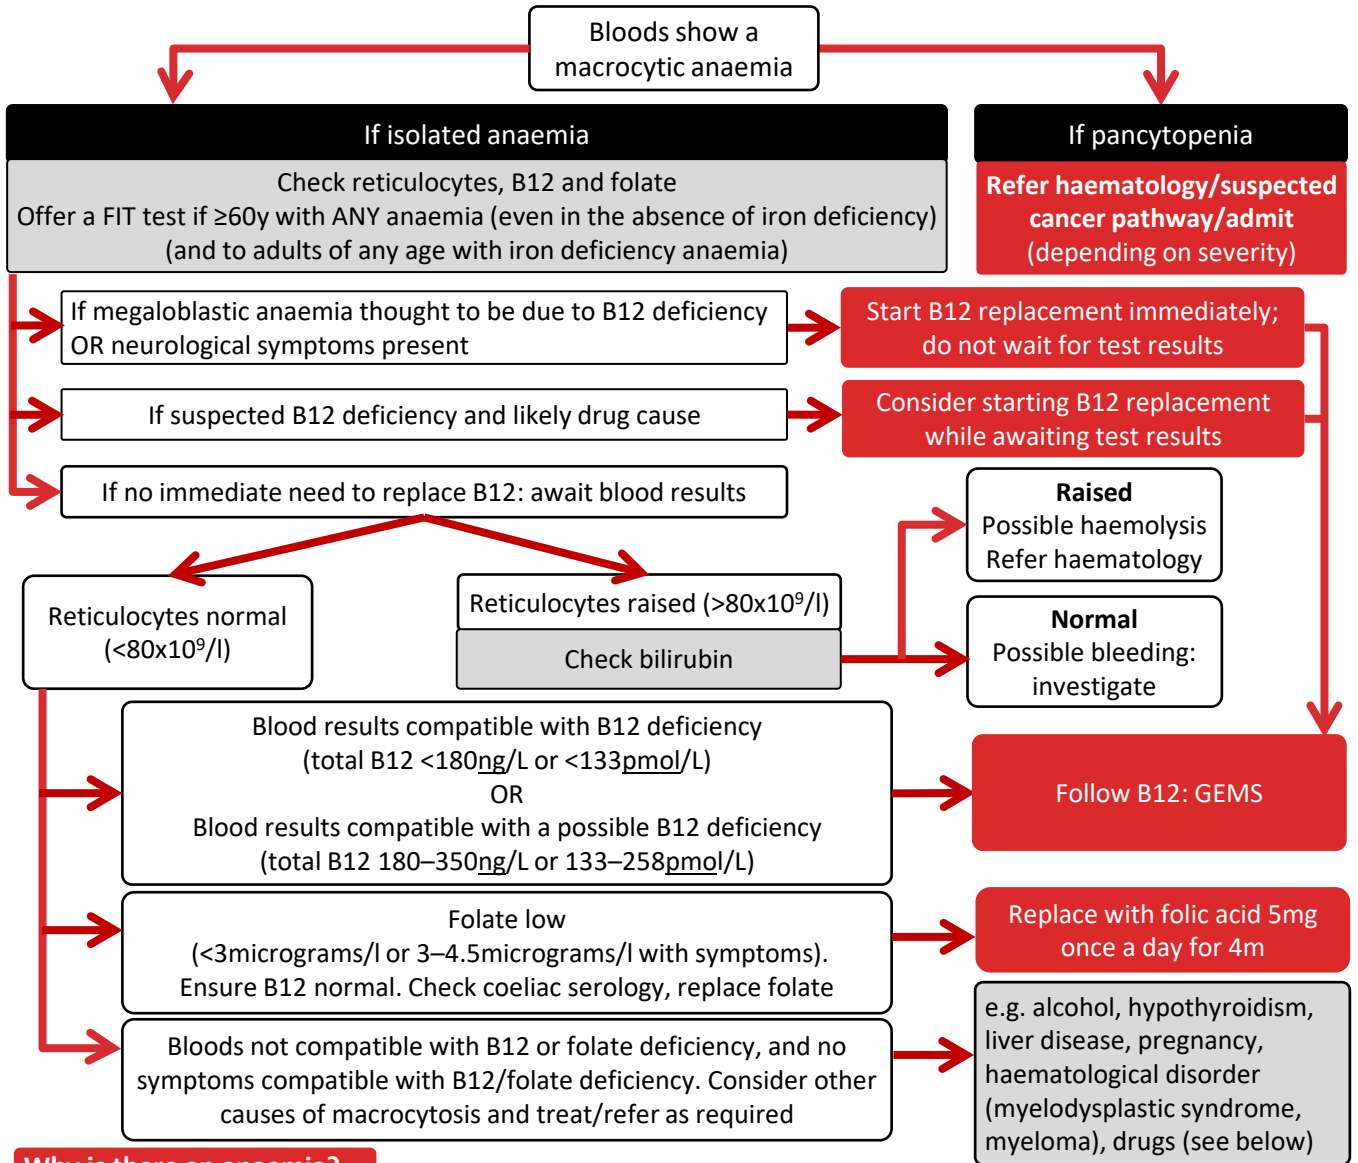 Bloods show a
macrocytic anaemia
If isolated anaemia
If pancytopenia
Check reticulocytes, B12 and folate
Offer a FIT test if ≥60y with ANY anaemia (even in the absence of iron deficiency)
(and to adults of any age with iron deficiency anaemia)
Refer haematology/suspected
cancer pathway/admit
(depending on severity)
If megaloblastic anaemia thought to be due to B12 deficiency
OR neurological symptoms present
Start B12 replacement immediately;
do not wait for test results
If suspected B12 deficiency and likely drug cause
Consider starting B12 replacement
while awaiting test results
If no immediate need to replace B12: await blood results
Raised
Possible haemolysis
Refer haematology
Reticulocytes normal
(<80x10⁹/l)
Reticulocytes raised (>80x10⁹/l)
Check bilirubin
Normal
Possible bleeding:
investigate
Blood results compatible with B12 deficiency
(total B12 <180ng/L or <133pmol/L)
OR
Blood results compatible with a possible B12 deficiency
(total B12 180–350ng/L or 133–258pmol/L)
Follow B12: GEMS
Folate low
(<3micrograms/l or 3–4.5micrograms/l with symptoms).
Ensure B12 normal. Check coeliac serology, replace folate
Replace with folic acid 5mg
once a day for 4m
Bloods not compatible with B12 or folate deficiency, and no
symptoms compatible with B12/folate deficiency. Consider other
causes of macrocytosis and treat/refer as required
e.g. alcohol, hypothyroidism,
liver disease, pregnancy,
haematological disorder
(myelodysplastic syndrome,
myeloma), drugs (see below)
Why is there an anaemia?